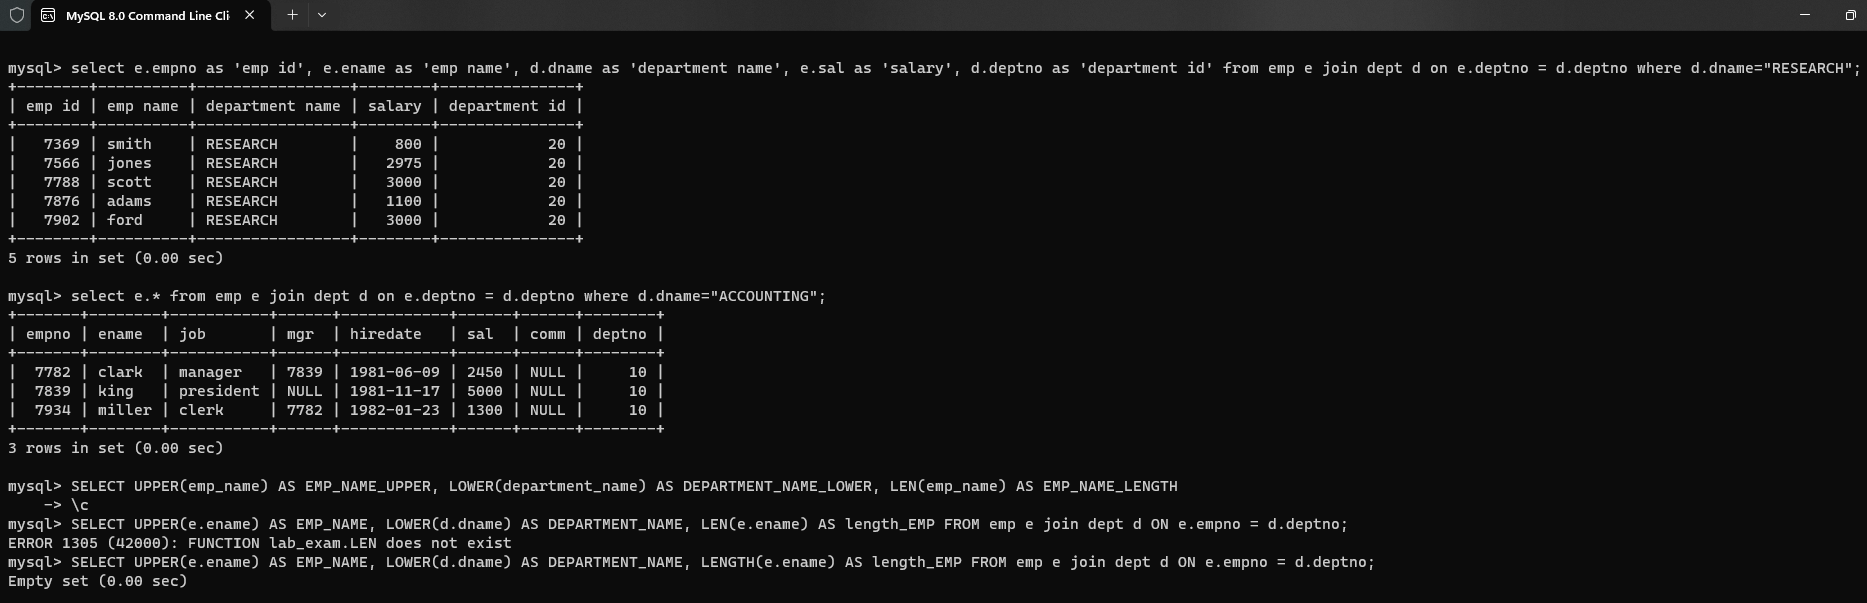 MySQL 8.0 Command Line Cli
mysql> select e.empno as 'emp id', e.ename as 'emp name', d.dname as 'department name', e.sal as 'salary', d.deptno as 'department id' from emp e join dept d on e.deptno = d.deptno where d.dname="RESEARCH";
+--------+----------+-----------------+--------+---------------+
| emp id | emp name | department name | salary | department id |
+--------+----------+-----------------+--------+---------------+
|   7369 | smith    | RESEARCH        |    800 |            20 |
|   7566 | jones    | RESEARCH        |   2975 |            20 |
|   7788 | scott    | RESEARCH        |   3000 |            20 |
|   7876 | adams    | RESEARCH        |   1100 |            20 |
|   7902 | ford     | RESEARCH        |   3000 |            20 |
+--------+----------+-----------------+--------+---------------+
5 rows in set (0.00 sec)
mysql> select e.* from emp e join dept d on e.deptno = d.deptno where d.dname="ACCOUNTING";
+-------+--------+-----------+------+------------+------+------+--------+
| empno | ename  | job       | mgr  | hiredate   | sal  | comm | deptno |
+-------+--------+-----------+------+------------+------+------+--------+
|  7782 | clark  | manager   | 7839 | 1981-06-09 | 2450 | NULL |     10 |
|  7839 | king   | president | NULL | 1981-11-17 | 5000 | NULL |     10 |
|  7934 | miller | clerk     | 7782 | 1982-01-23 | 1300 | NULL |     10 |
+-------+--------+-----------+------+------------+------+------+--------+
3 rows in set (0.00 sec)
mysql> SELECT UPPER(emp_name) AS EMP_NAME_UPPER, LOWER(department_name) AS DEPARTMENT_NAME_LOWER, LEN(emp_name) AS EMP_NAME_LENGTH
    -> \c
mysql> SELECT UPPER(e.ename) AS EMP_NAME, LOWER(d.dname) AS DEPARTMENT_NAME, LEN(e.ename) AS length_EMP FROM emp e join dept d ON e.empno = d.deptno;
ERROR 1305 (42000): FUNCTION lab_exam.LEN does not exist
mysql> SELECT UPPER(e.ename) AS EMP_NAME, LOWER(d.dname) AS DEPARTMENT_NAME, LENGTH(e.ename) AS length_EMP FROM emp e join dept d ON e.empno = d.deptno;
Empty set (0.00 sec)